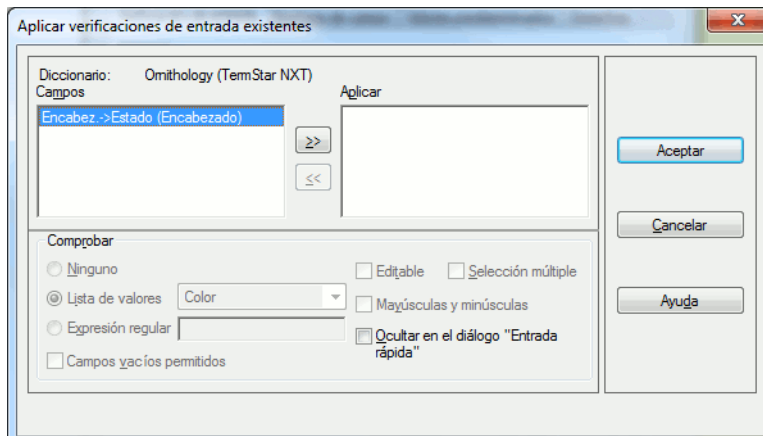 Aplicar verificaciones de entrada existentes
Diccionario: Ornithology (TermStar NXT)
Campos
Aplicar
Encabez.->Estado (Encabezado)
>>
<<
Aceptar
Cancelar
Ayuda
Comprobar
Ninguno
Editable
Selección múltiple
Lista de valores
Color
Mayúsculas y minúsculas
Expresión regular
Ocultar en el diálogo "Entrada
rápida"
Campos vacíos permitidos